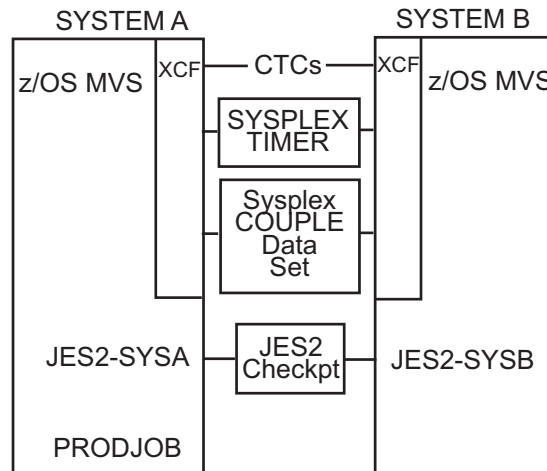 SYSTEM A
SYSTEM B
XCF
CTCs
XCF
z/OS MVS
z/OS MVS
SYSPLEX
TIMER
Sysplex
COUPLE
Data
Set
JES2-SYSA
JES2
Checkpt
JES2-SYSB
PRODJOB